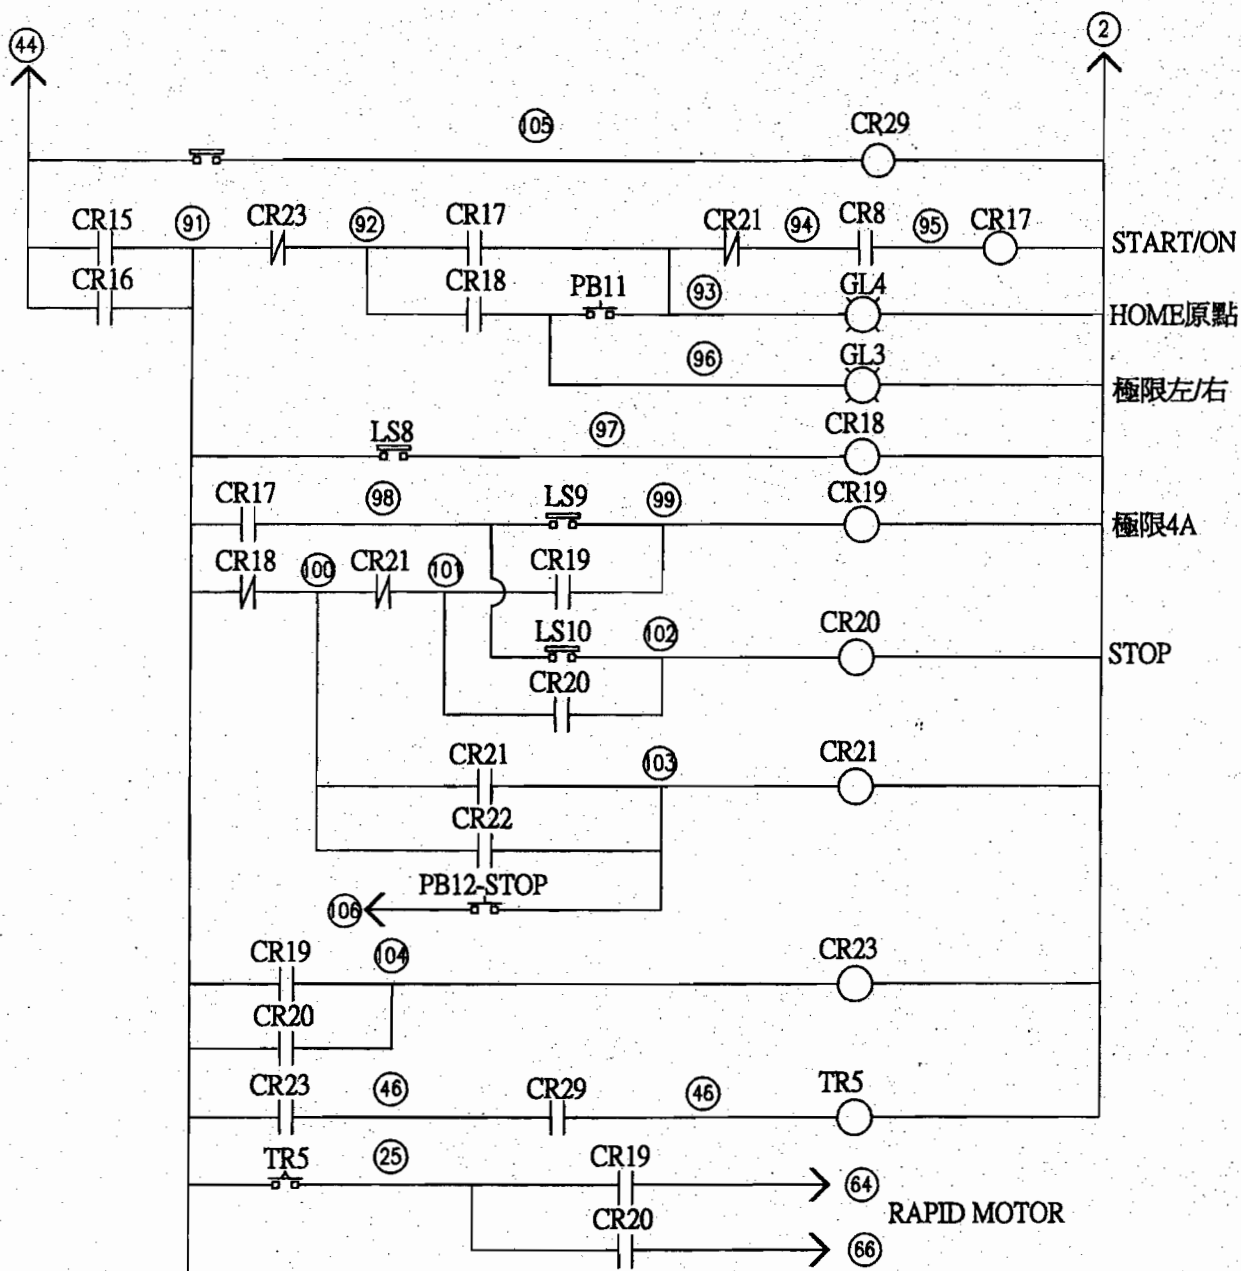 44
2
105
CR29
CR15
91
CR23
92
CR17
CR21
94
CR8
95
CR17
START/ON
CR16
CR18
PB11
93
GL4
HOME原點
96
GL3
極限左/右
LS8
97
CR18
CR17
98
LS9
99
CR19
極限4A
CR18
100
CR21
101
CR19
LS10
102
CR20
STOP
CR20
CR21
103
CR21
CR22
PB12-STOP
106
CR19
104
CR23
CR20
CR23
46
CR29
46
TR5
TR5
25
CR19
64
RAPID MOTOR
CR20
66